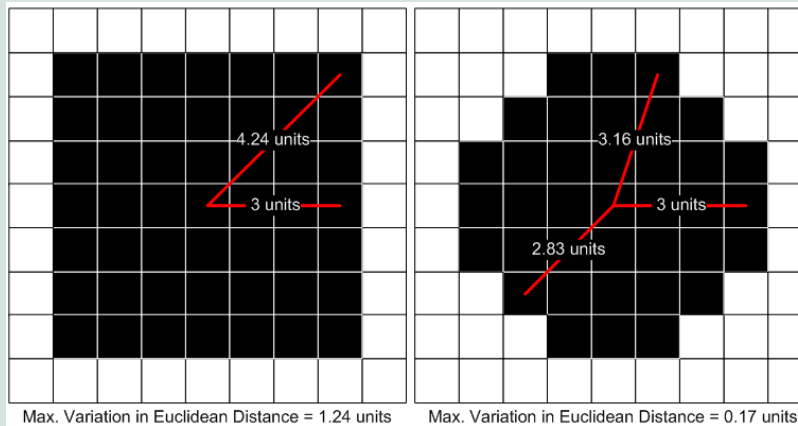 4.24 units
3 units
3.16 units
3 units
2.83 units
Max. Variation in Euclidean Distance = 1.24 units
Max. Variation in Euclidean Distance = 0.17 units